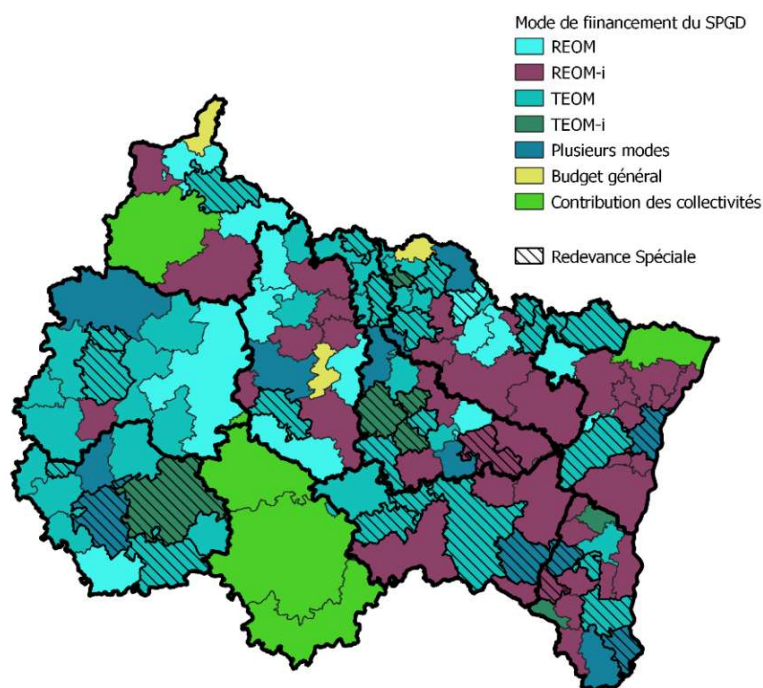 Mode de fiinancement du SPGD
REOM
REOM-i
TEOM
TEOM-i
Plusieurs modes
Budget général
Contribution des collectivités
Redevance Spéciale